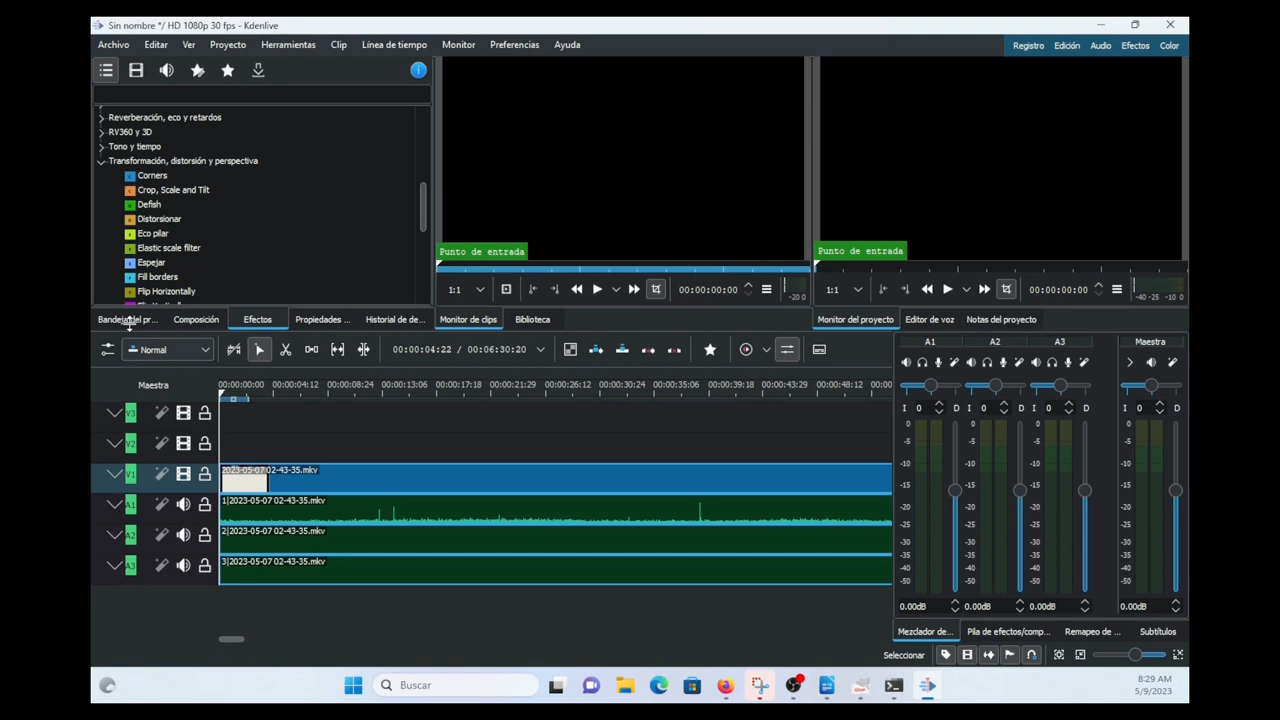 Sin nombre */ HD 1080p 30 fps - Kdenlive
Archivo Editar Ver Proyecto Herramientas Clip Línea de tiempo Monitor Preferencias Ayuda
Registro Edición Audio Efectos Color
Reverberación, eco y retardos
RV360 y 3D
Tono y tiempo
Transformación, distorsión y perspectiva
Corners
Crop, Scale and Tilt
Defish
Distorsionar
Eco pilar
Elastic scale filter
Espejar
Fill borders
Flip Horizontally
Punto de entrada
1:1 00:00:00:00 -20 0
Punto de entrada
1:1 00:00:00:00 -40 -25 -10 0
Composición Efectos Propiedades ... Historial de de... Monitor de clips Biblioteca
Monitor del proyecto Editor de voz Notas del proyecto
Normal 00:00:04:22 / 00:06:30:20
Maestra 00:00:00:00 00:00:04:12 00:00:08:24 00:00:13:06 00:00:17:18 00:00:21:29 00:00:26:12 00:00:30:24 00:00:35:06 00:00:39:18 00:00:43:29 00:00:48:12 00:00
V3
V2
V1 2023-05-07 02-43-35.mkv
A1 1|2023-05-07 02-43-35.mkv
A2 2|2023-05-07 02-43-35.mkv
A3 3|2023-05-07 02-43-35.mkv
A1 A2 A3 Maestra
I 0 D I 0 D I 0 D I 0 D
0 0 0 0
-5 -5 -5 -5
-10 -10 -10 -10
-15 -15 -15 -15
-20 -20 -20 -20
-25 -25 -25 -25
-30 -30 -30 -30
-35 -35 -35 -35
-40 -40 -40 -40
-50 -50 -50 -50
0.00dB 0.00dB 0.00dB 0.00dB
Mezclador de... Pila de efectos/comp... Remapeo de ... Subtítulos
Seleccionar
Buscar
8:29 AM
5/9/2023